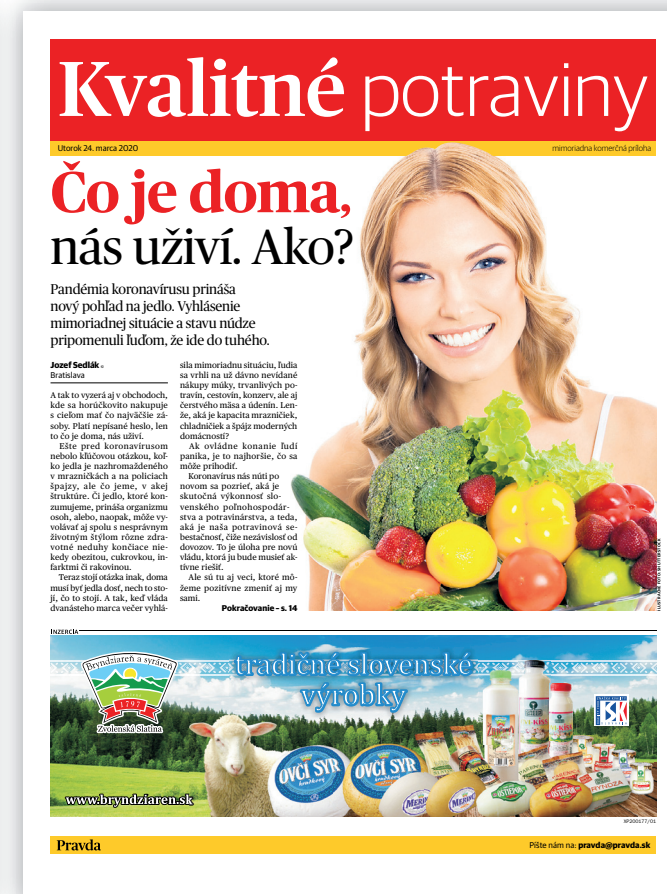 Kvalitné potraviny
Utorok 24. marca 2020
mimoriadna komerčná príloha
Čo je doma,
nás uživí. Ako?
Pandémia koronavírusu prináša
nový pohľad na jedlo. Vyhlásenie
mimoriadnej situácie a stavu núdze
pripomenuli ľuďom, že ide do tuhého.
Jozef Sedlák
Bratislava
A tak to vyzerá aj v obchodoch,
kde sa horúčkovito nakupuje
s cieľom mať čo najväčšie zá-
soby. Platí nepísané heslo, len
to čo je doma, nás uživí.
Ešte pred koronavírusom
nebolo kľúčovou otázkou, koľ-
ko jedla je nazhromaždeného
v mrazničkách a na policiach
špajzy, ale čo jeme, v akej
štruktúre. Či jedlo, ktoré kon-
zumujeme, prináša organizmu
osoh, alebo, naopak, môže vy-
volávať aj spolu s nesprávnym
životným štýlom rôzne zdra-
votné neduhy končiace nie-
kedy obezitou, cukrovkou, in-
farktmi či rakovinou.
Teraz stojí otázka inak, doma
musí byť jedla dosť, nech to sto-
jí, čo to stojí. A tak, keď vláda
dvanásteho marca večer vyhlá-
sila mimoriadnu situáciu, ľudia
sa vrhli na už dávno nevídané
nákupy múky, trvanlivých po-
travín, cestovín, konzerv, ale aj
čerstvého mäsa a údenín. Len-
že, aká je kapacita mrazničiek,
chladničiek a špájz moderných
domácností?
Ak ovládne konanie ľudí
panika, je to najhoršie, čo sa
môže prihodiť.
Koronavírus nás núti po
novom sa pozrieť, aká je
skutočná výkonnosť slo-
venského poľnohospodár-
stva a potravinárstva, a teda,
aká je naša potravinová se-
bestačnosť, čiže nezávislosť od
dovozov. To je úloha pre novú
vládu, ktorá ju bude musieť ak-
tívne riešiť.
Ale sú tu aj veci, ktoré mô-
žeme pozitívne zmeniť aj my
sami.
Pokračovanie – s. 14
INZERCIA
Bryndziareň a syráreň
1797
Zvolenská Slatina
tradičné slovenské
výrobky
www.bryndziaren.sk
OVČÍ SYR
hrudkový
OVČÍ SYR
hrudkový
SK
XP200177/01
Pravda
Píšte nám na: pravda@pravda.sk